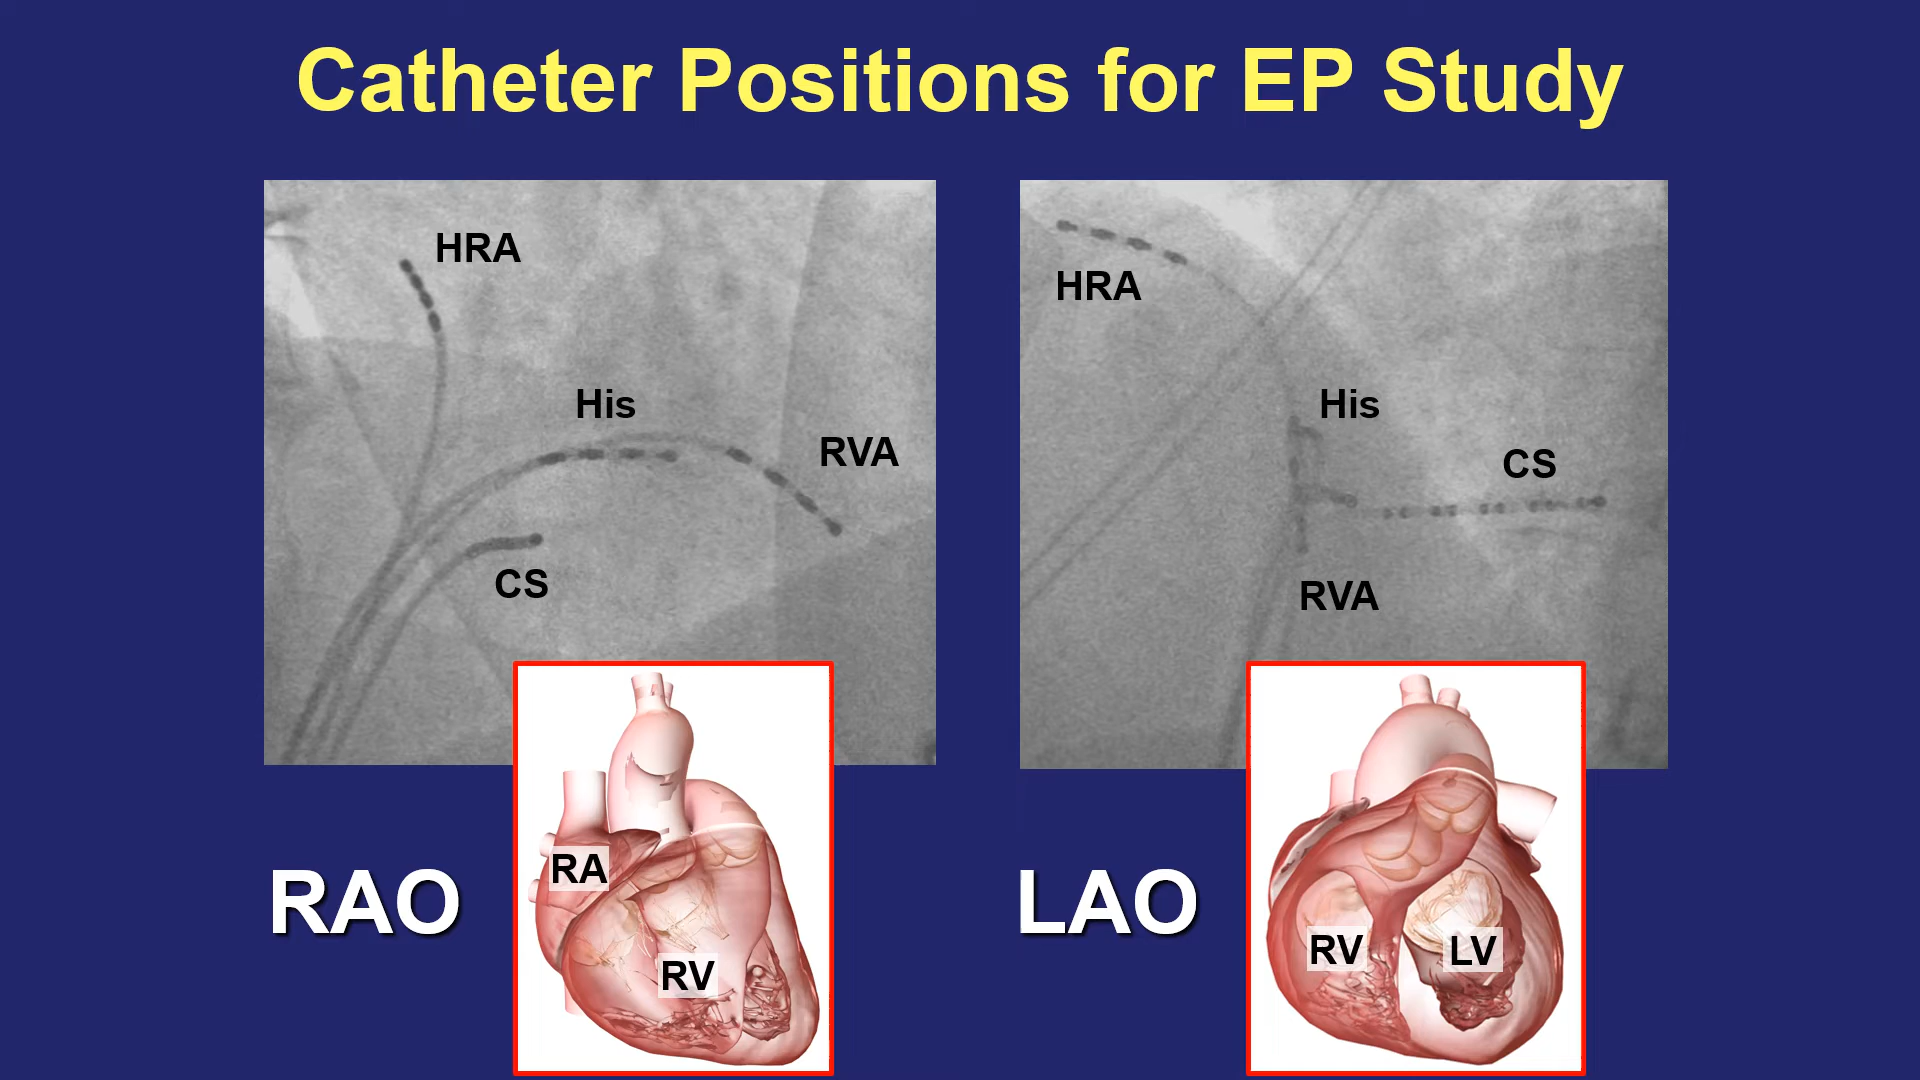 Catheter Positions for EP Study
HRA
His
RVA
CS
HRA
His
CS
RVA
RAO
RA
RV
LAO
RV
LV